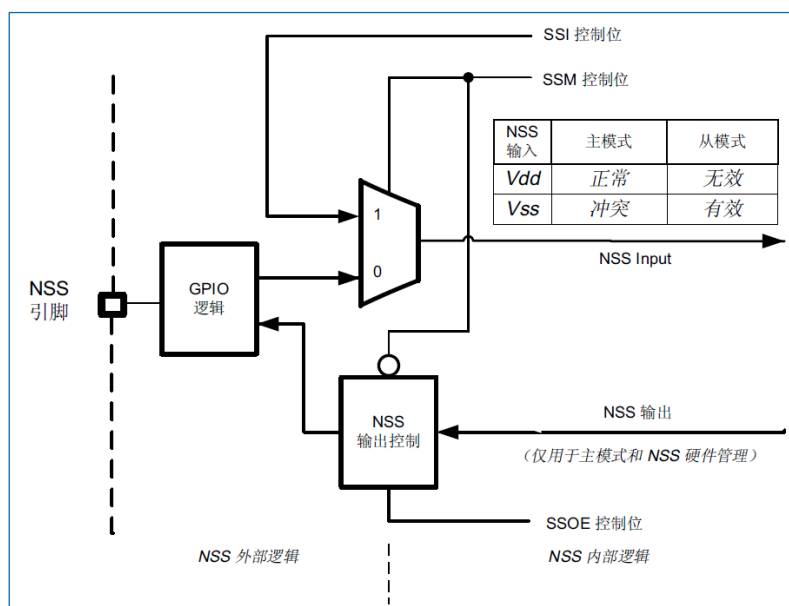 SSI 控制位
SSM 控制位
NSS
输入
主模式
从模式
Vdd
正常
无效
Vss
冲突
有效
1
0
NSS Input
GPIO
逻辑
NSS
引脚
NSS
输出控制
NSS 输出
（仅用于主模式和 NSS 硬件管理）
SSOE 控制位
NSS 外部逻辑
NSS 内部逻辑